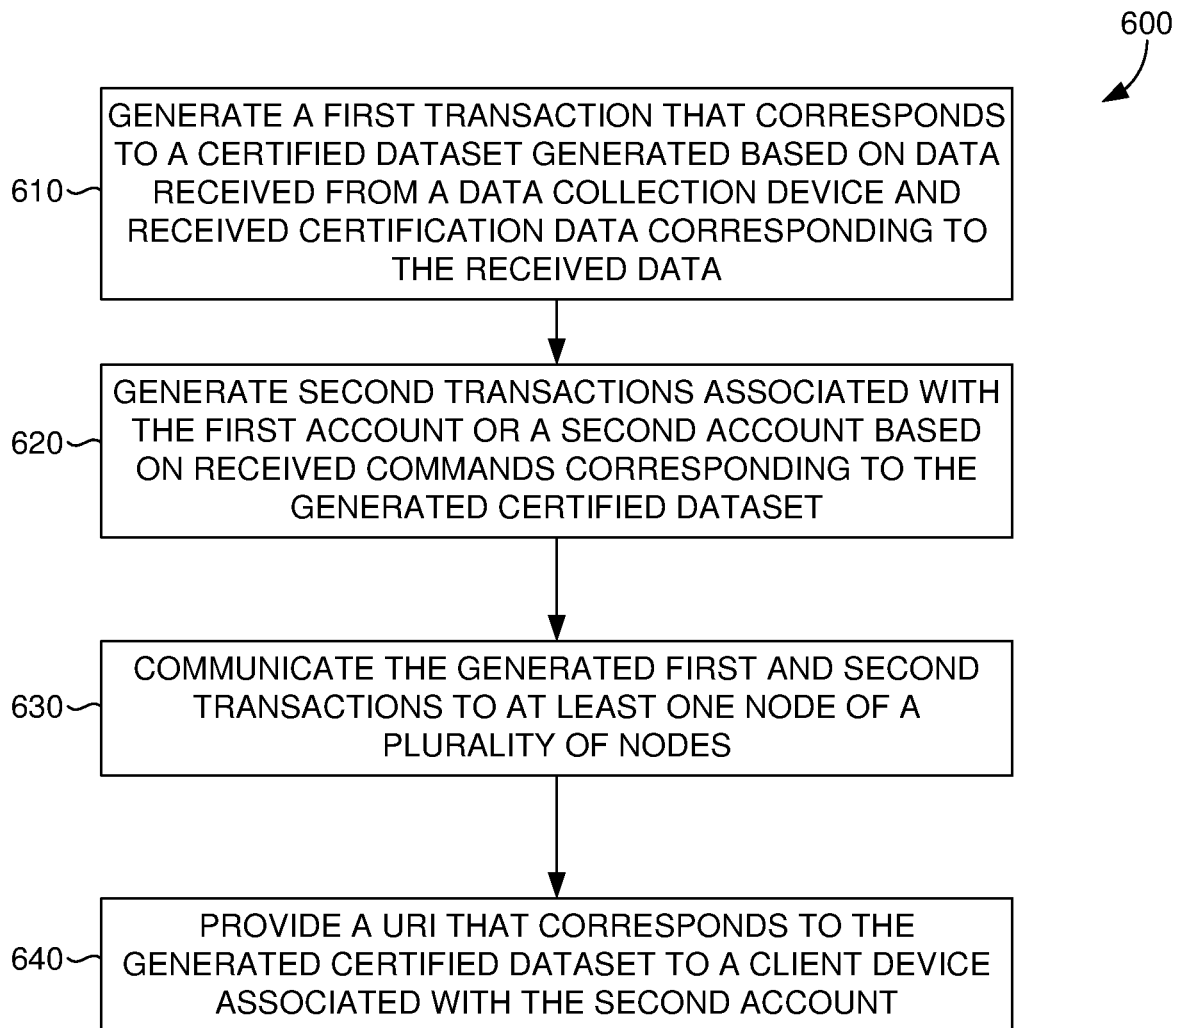 600
GENERATE A FIRST TRANSACTION THAT CORRESPONDS
TO A CERTIFIED DATASET GENERATED BASED ON DATA
RECEIVED FROM A DATA COLLECTION DEVICE AND
RECEIVED CERTIFICATION DATA CORRESPONDING TO
THE RECEIVED DATA
610
GENERATE SECOND TRANSACTIONS ASSOCIATED WITH
THE FIRST ACCOUNT OR A SECOND ACCOUNT BASED
ON RECEIVED COMMANDS CORRESPONDING TO THE
GENERATED CERTIFIED DATASET
620
COMMUNICATE THE GENERATED FIRST AND SECOND
TRANSACTIONS TO AT LEAST ONE NODE OF A
PLURALITY OF NODES
630
PROVIDE A URI THAT CORRESPONDS TO THE
GENERATED CERTIFIED DATASET TO A CLIENT DEVICE
ASSOCIATED WITH THE SECOND ACCOUNT
640